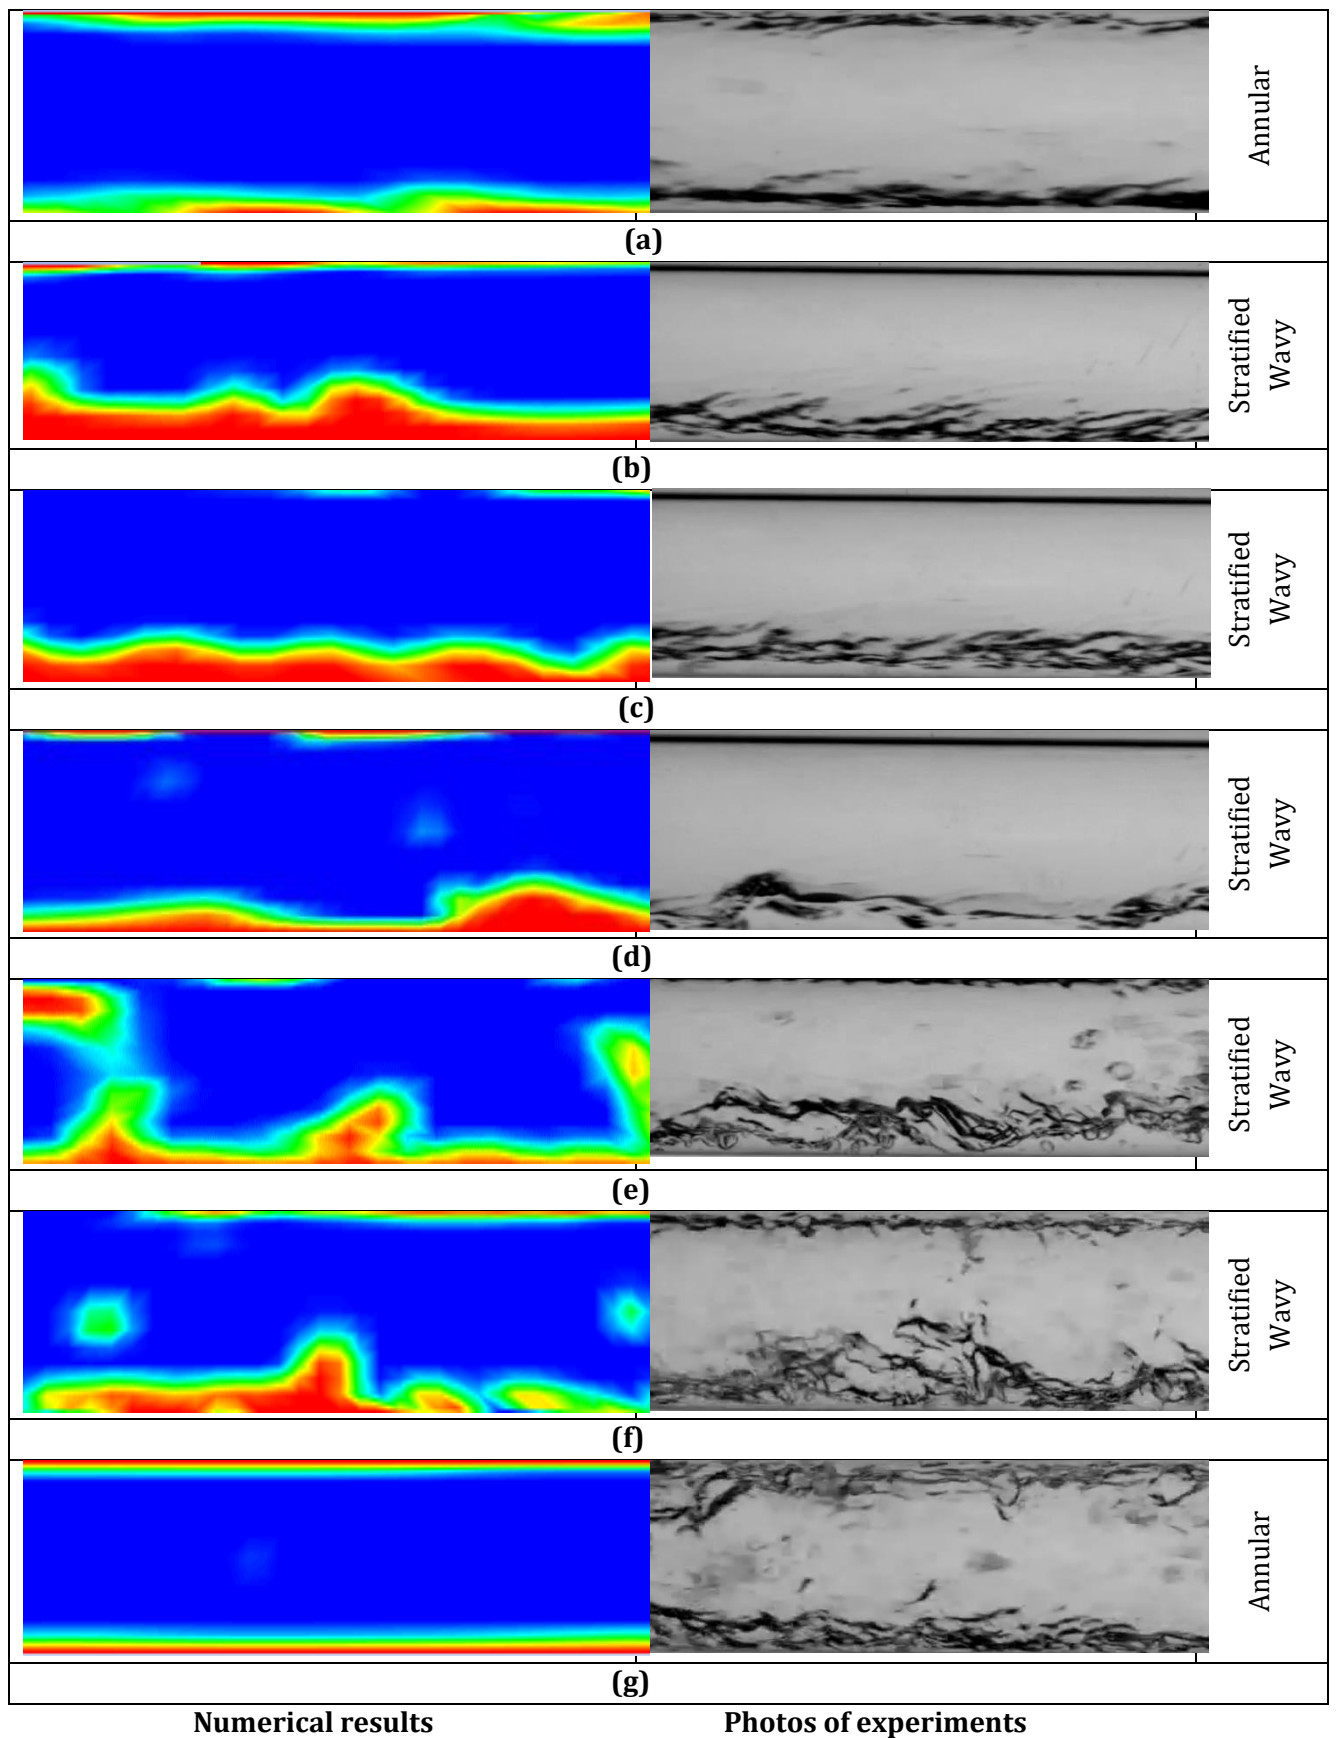 Annular
(a)
Stratified
Wavy
(b)
Stratified
Wavy
(c)
Stratified
Wavy
(d)
Stratified
Wavy
(e)
Stratified
Wavy
(f)
Annular
(g)
Numerical results
Photos of experiments